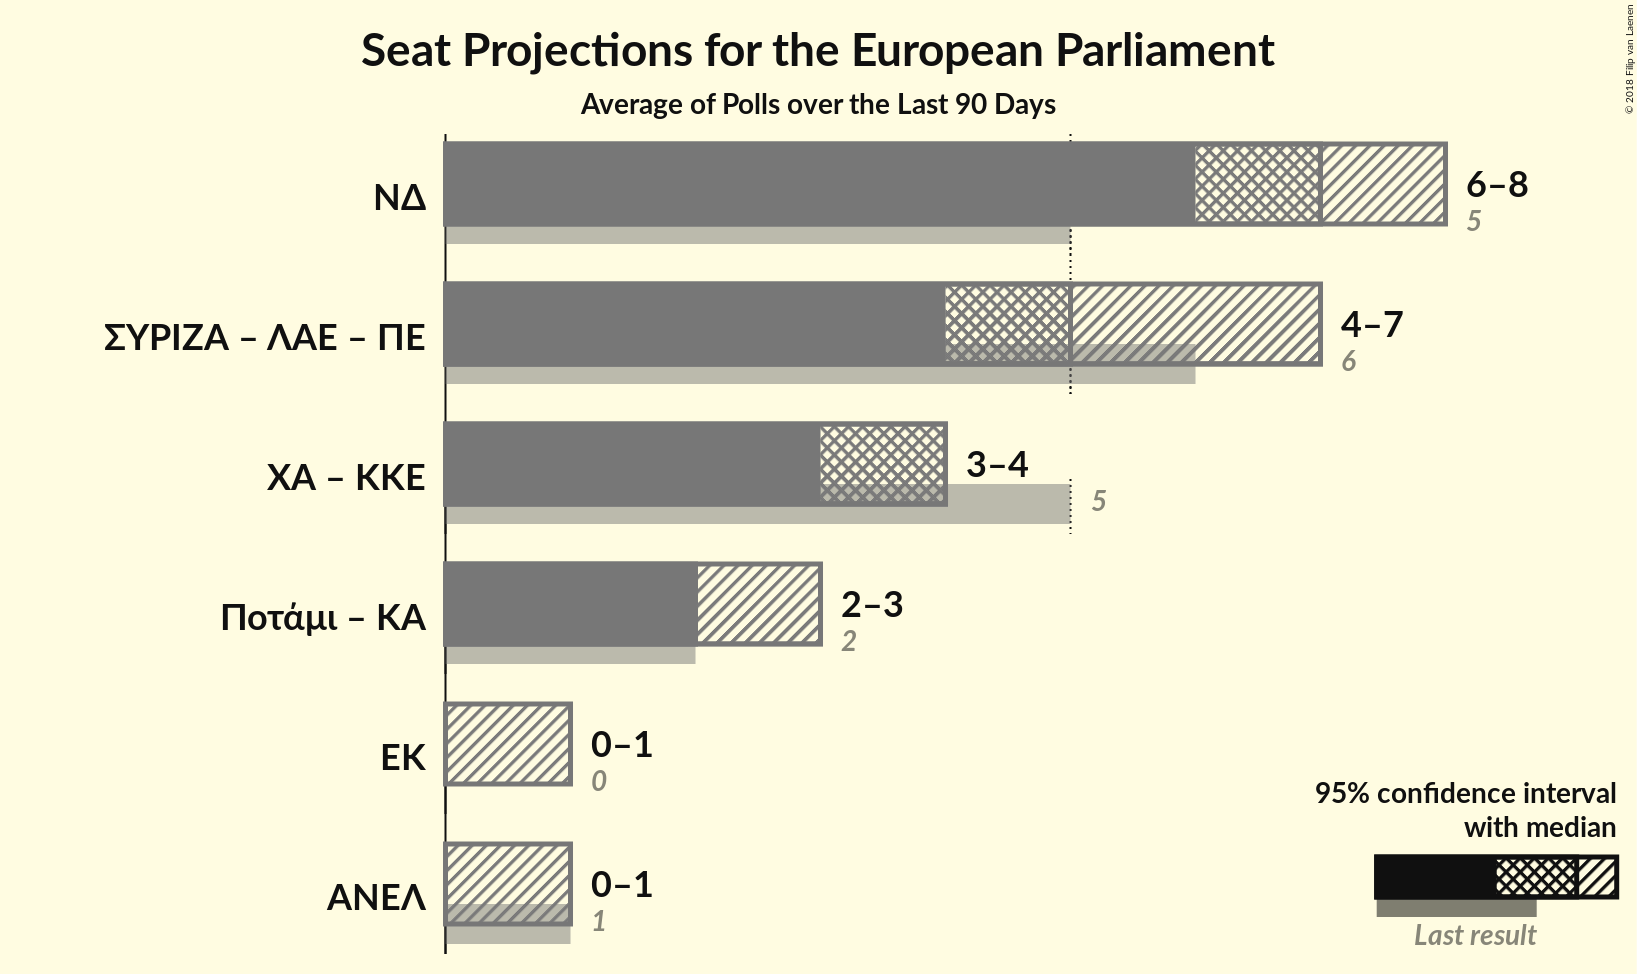 Seat Projections for the European Parliament
Average of Polls over the Last 90 Days
© 2018 Filip van Laenen
ΝΔ
6–8
5
ΣΥΡΙΖΑ – ΛΑΕ – ΠΕ
4–7
6
ΧΑ – ΚΚΕ
3–4
5
Ποτάμι – ΚΑ
2–3
2
ΕΚ
0–1
0
ΑΝΕΛ
0–1
1
95% confidence interval
with median
Last result